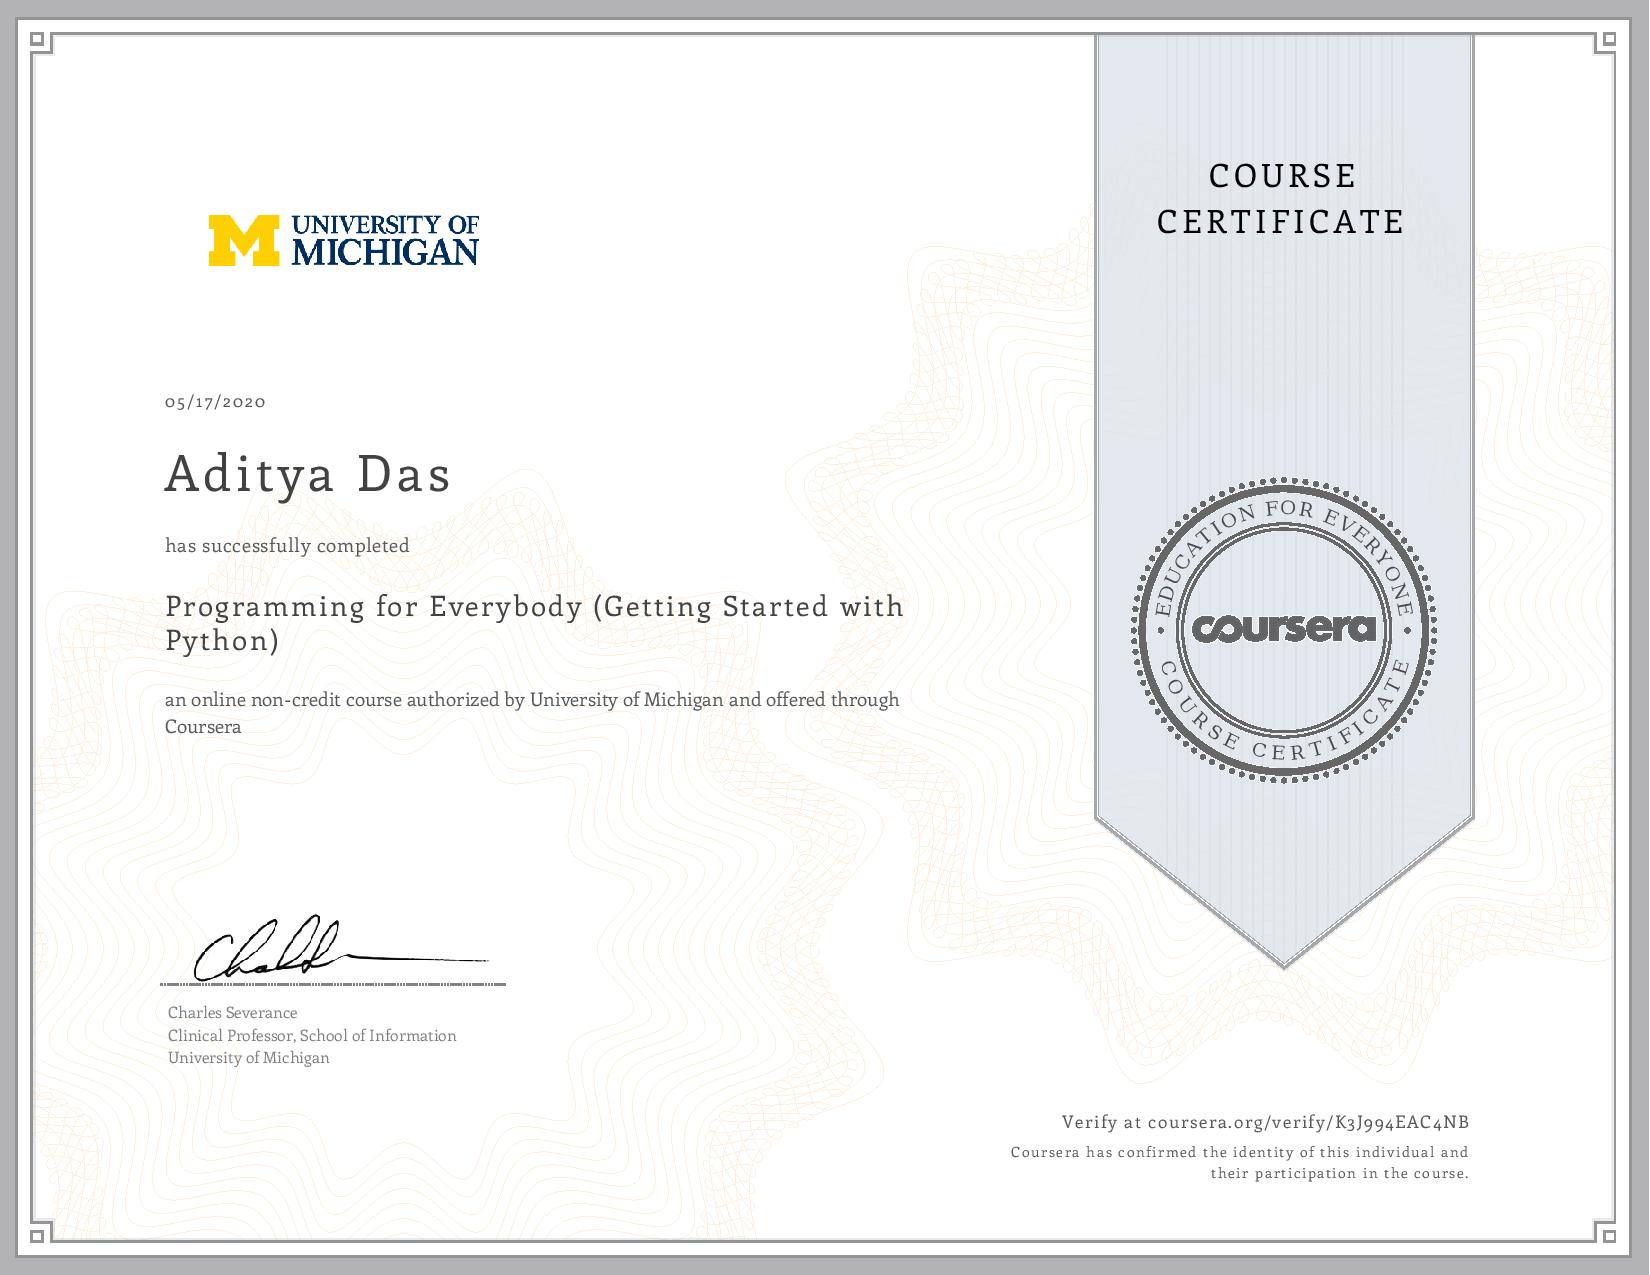 COURSE
CERTIFICATE
UNIVERSITY OF
MICHIGAN
05/17/2020
Aditya Das
has successfully completed
Programming for Everybody (Getting Started with
Python)
an online non-credit course authorized by University of Michigan and offered through
Coursera
EDUCATION FOR EVERYONE
coursera
COURSE CERTIFICATE
Charles Severance
Clinical Professor, School of Information
University of Michigan
Verify at coursera.org/verify/K3J994EAC4NB
Coursera has confirmed the identity of this individual and
their participation in the course.